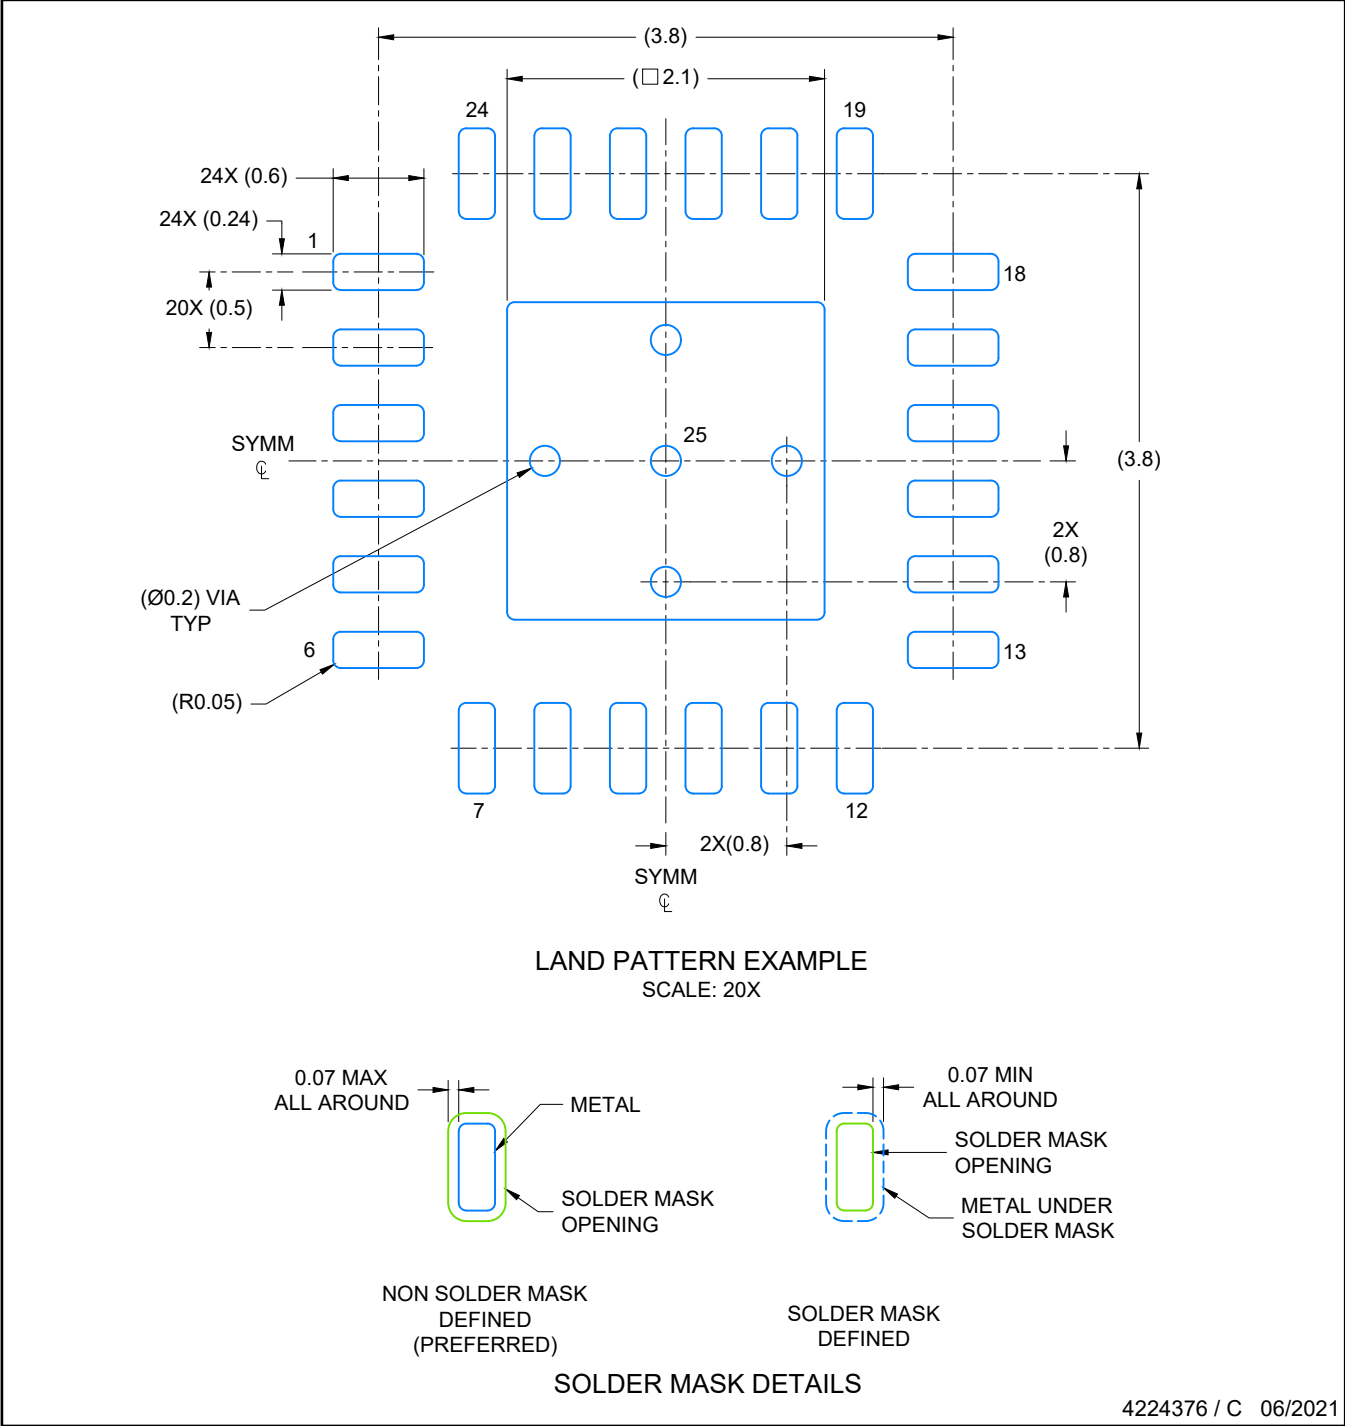 (3.8)
(□2.1)
24
19
24X (0.6)
24X (0.24)
1
18
20X (0.5)
25
SYMM
℄
(3.8)
2X
(0.8)
(Ø0.2) VIA
TYP
6
13
(R0.05)
7
12
2X(0.8)
SYMM
℄
LAND PATTERN EXAMPLE
SCALE: 20X
0.07 MAX
ALL AROUND
METAL
SOLDER MASK
OPENING
NON SOLDER MASK
DEFINED
(PREFERRED)
0.07 MIN
ALL AROUND
SOLDER MASK
OPENING
METAL UNDER
SOLDER MASK
SOLDER MASK
DEFINED
SOLDER MASK DETAILS
4224376 / C 06/2021